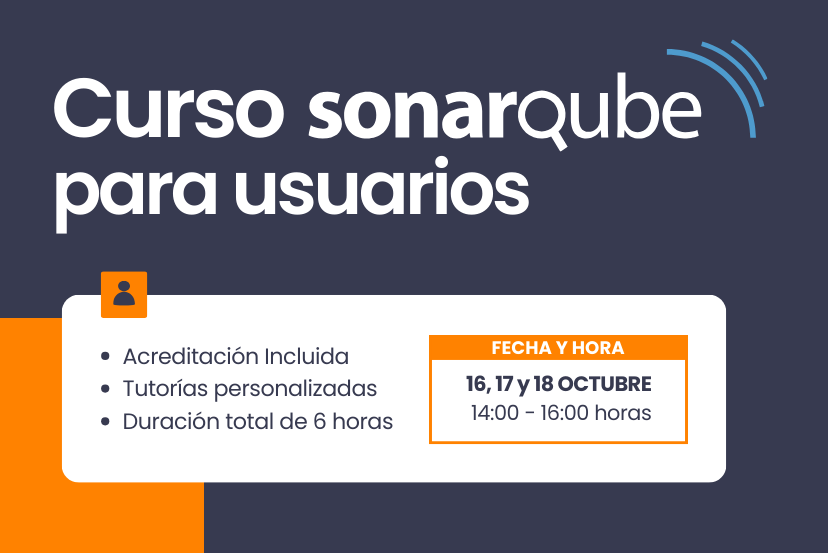 Curso sonarqube
para usuarios
• Acreditación Incluida
• Tutorías personalizadas
• Duración total de 6 horas
FECHA Y HORA
16, 17 y 18 OCTUBRE
14:00 - 16:00 horas